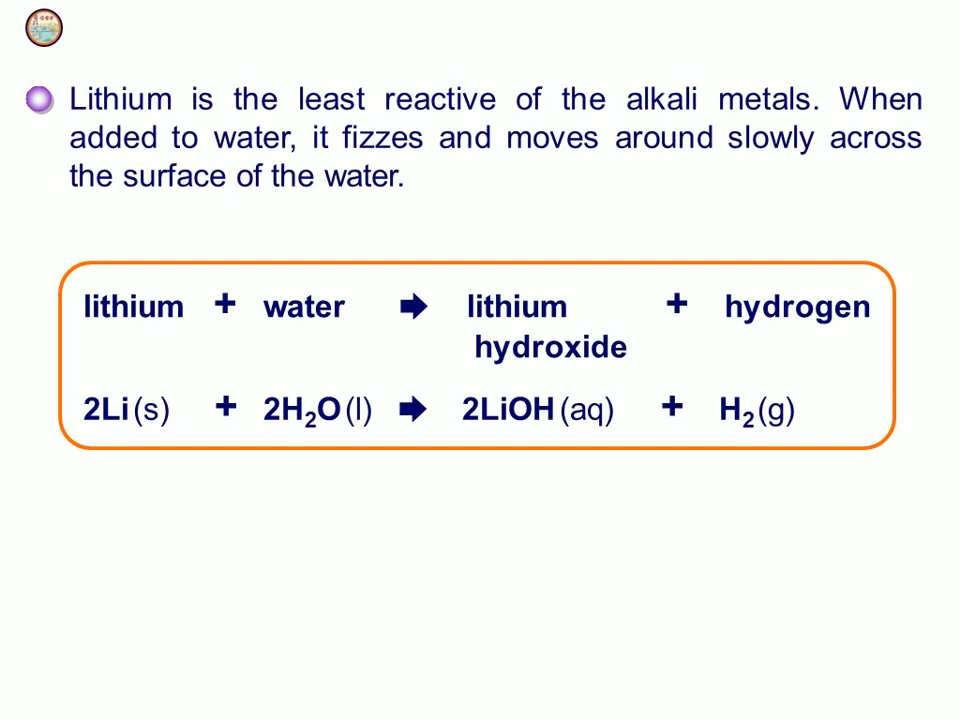 Lithium is the least reactive of the alkali metals. When
added to water, it fizzes and moves around slowly across
the surface of the water.
lithium + water 🡆 lithium + hydrogen
hydroxide
2Li (s) + 2H₂O (l) 🡆 2LiOH (aq) + H₂ (g)